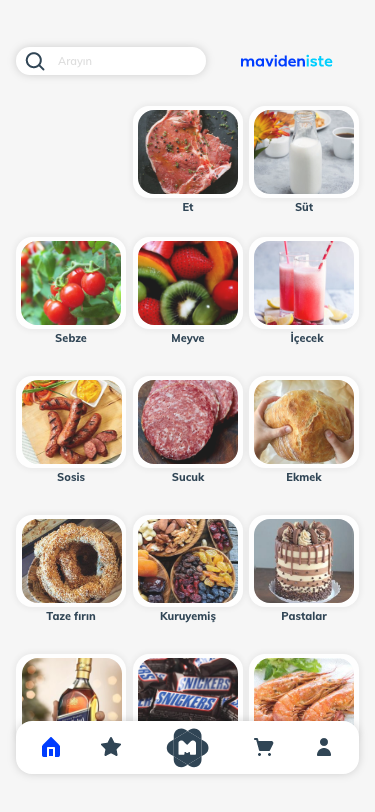 Arayın
mavideniste
Et
Süt
Sebze
Meyve
İçecek
Sosis
Sucuk
Ekmek
Taze fırın
Kuruyemiş
Pastalar
SNICKERS
SNICKERS